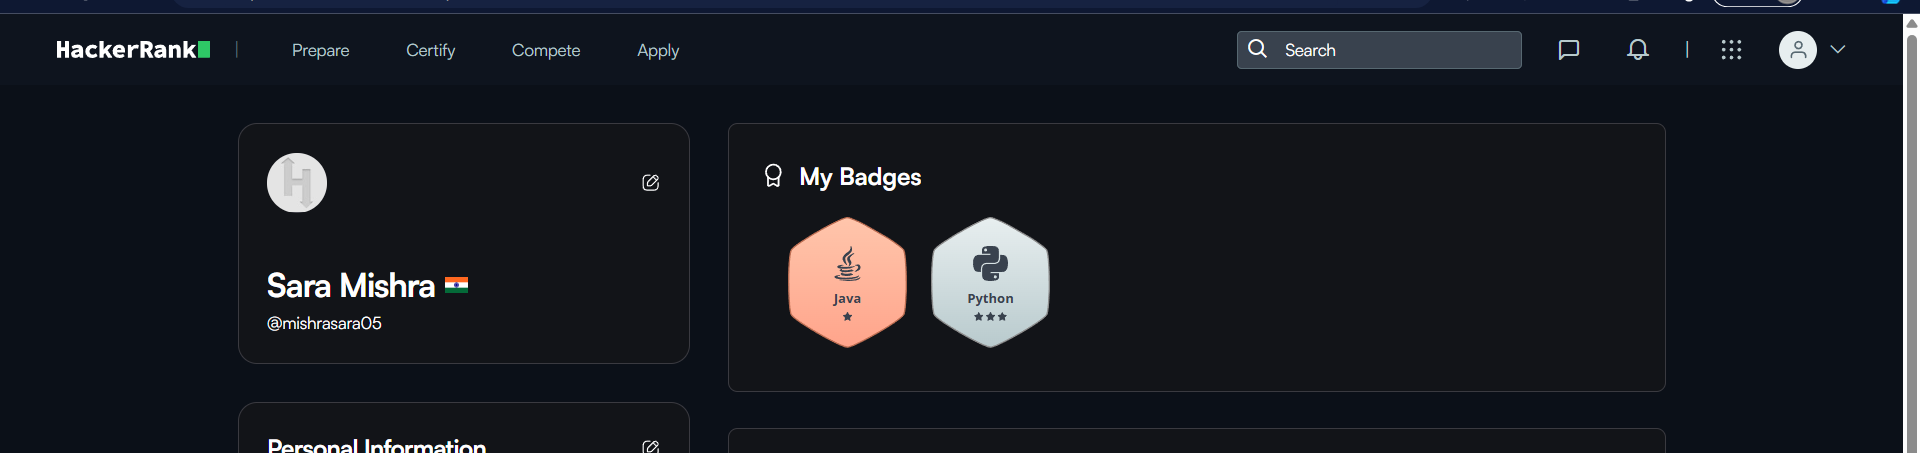 HackerRank
Prepare
Certify
Compete
Apply
Search
Sara Mishra
@mishrasara05
My Badges
Java
Python
Personal Information